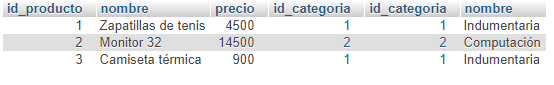 id_producto nombre precio id_categoria id_categoria nombre
1 Zapatillas de tenis 4500 1 1 Indumentaria
2 Monitor 32 14500 2 2 Computación
3 Camiseta térmica 900 1 1 Indumentaria